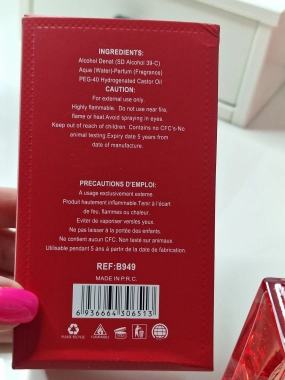 INGREDIENTS:
Alcohol Denat (SD Alcohol 39-C)
Aqua (Water)-Parfum (Fragrance)
PEG-40 Hydrogenated Castor Oil
CAUTION:
For external use only.
Highly flammable. Do not use near fire,
flame or heat.Avoid spraying in eyes.
Keep out of reach of children. Contains no CFC's-No
animal testing.Expiry date 5 years from
date of manufacture.
PRECAUTIONS D'EMPLOI:
A usage exclusivement externe.
Produit hautement inflammable.Tenir à l'écart
de feu, flammes ou chaleur.
Eviter de vaporiser versles yeux.
Ne pas laisser à la portée des enfants.
Ne contient aucun CFC. Non testé sur animaux.
Utilisable pendant 5 ans à partir de la date de fabrication.
REF:B949
MADE IN P.R.C.
6 936664 306513